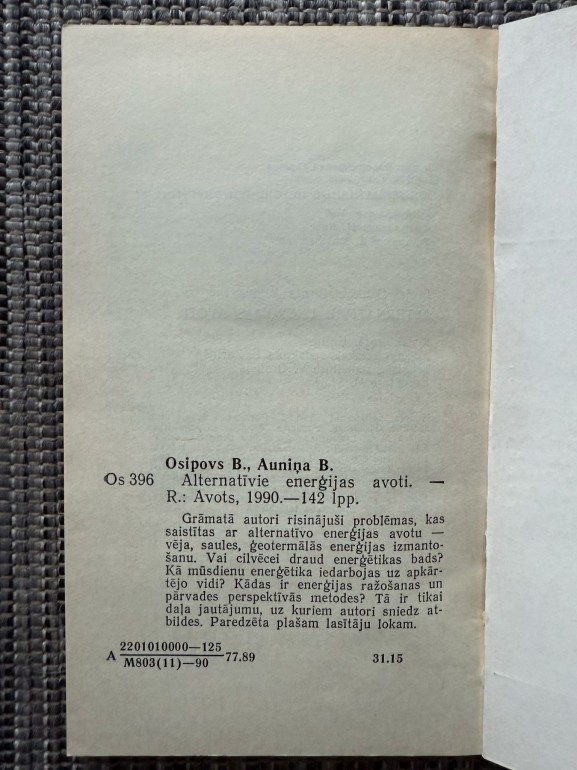 Osipovs B., Auniņa B.
Os 396 Alternatīvie enerģijas avoti. —
R.: Avots, 1990.—142 lpp.
Grāmatā autori risinājuši problēmas, kas
saistītas ar alternatīvo enerģijas avotu —
vēja, saules, ģeotermālās enerģijas izmanto-
šanu. Vai cilvēcei draud enerģētikas bads?
Kā mūsdienu enerģētika iedarbojas uz apkār-
tējo vidi? Kādas ir enerģijas ražošanas un
pārvades perspektīvās metodes? Tā ir tikai
daļa jautājumu, uz kuriem autori sniedz at-
bildes. Paredzēta plašam lasītāju lokam.
2201010000—125
A M803(11)—90 77.89 31.15